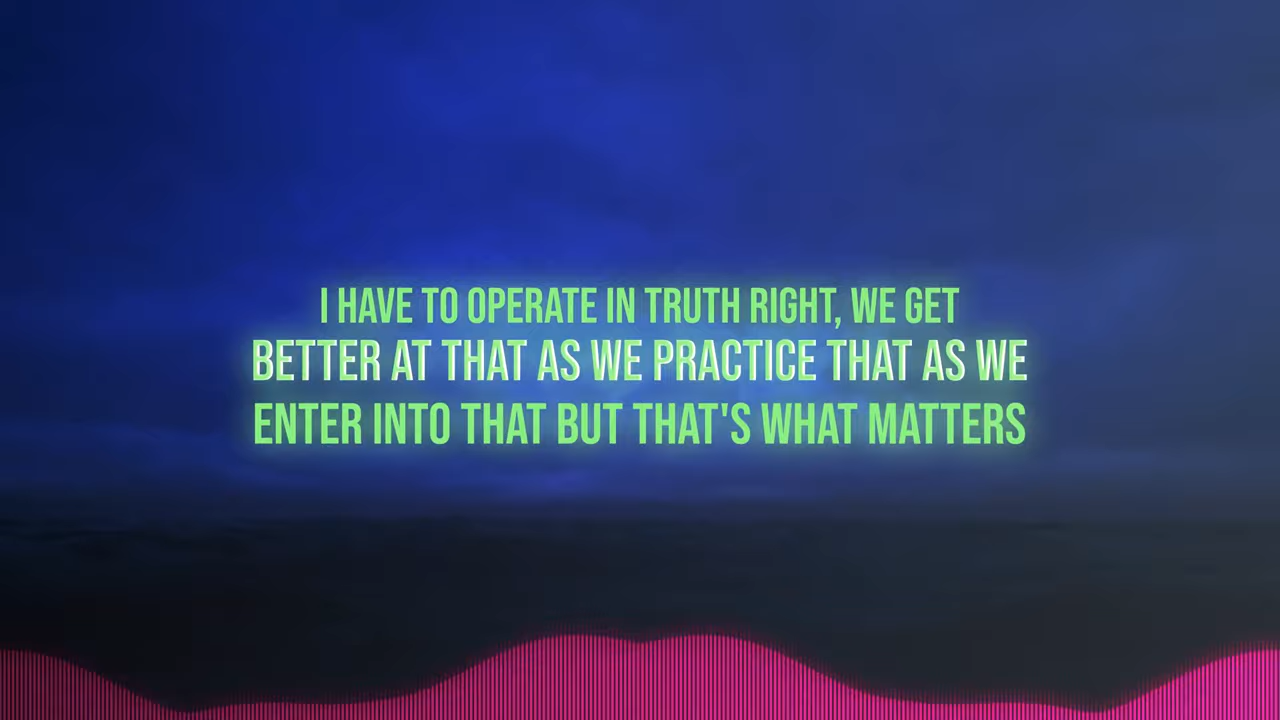 I HAVE TO OPERATE IN TRUTH RIGHT, WE GET
BETTER AT THAT AS WE PRACTICE THAT AS WE
ENTER INTO THAT BUT THAT'S WHAT MATTERS